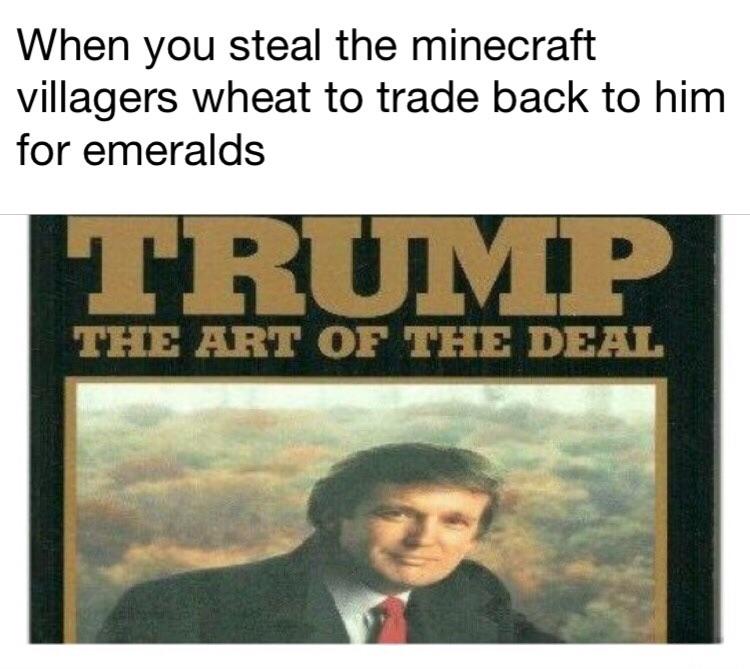 When you steal the minecraft
villagers wheat to trade back to him
for emeralds
TRUMP
THE ART OF THE DEAL